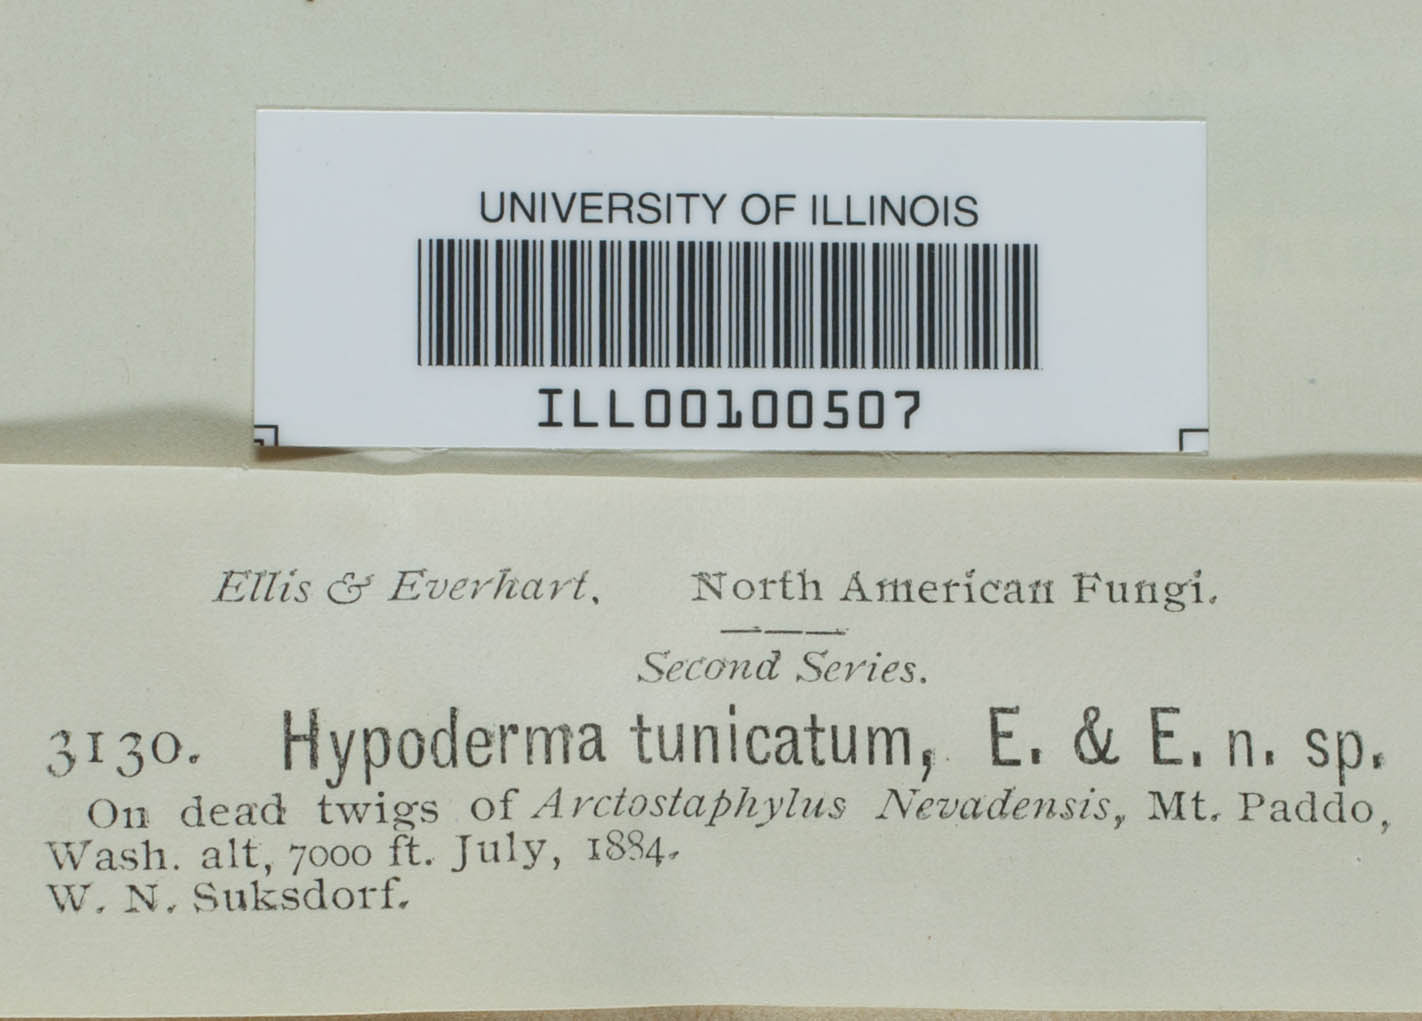 UNIVERSITY OF ILLINOIS
ILL00100507
Ellis & Everhart. North American Fungi.
Second Series.
3130. Hypoderma tunicatum, E. & E. n. sp.
On dead twigs of Arctostaphylus Nevadensis, Mt. Paddo,
Wash. alt, 7000 ft. July, 1884.
W. N. Suksdorf.